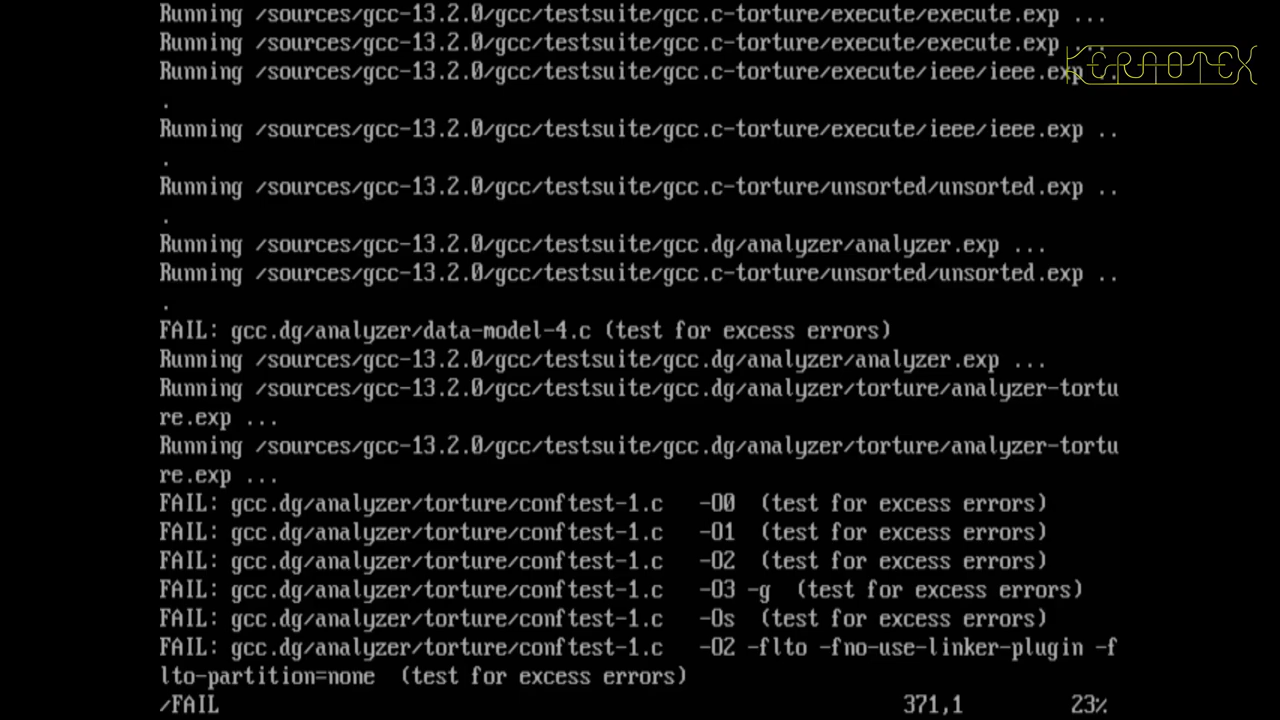 Running /sources/gcc-13.2.0/gcc/testsuite/gcc.c-torture/execute/execute.exp ...
Running /sources/gcc-13.2.0/gcc/testsuite/gcc.c-torture/execute/execute.exp ...
KERNOTEX
Running /sources/gcc-13.2.0/gcc/testsuite/gcc.c-torture/execute/ieee/ieee.exp ..
.
Running /sources/gcc-13.2.0/gcc/testsuite/gcc.c-torture/execute/ieee/ieee.exp ..
.
Running /sources/gcc-13.2.0/gcc/testsuite/gcc.c-torture/unsorted/unsorted.exp ..
.
Running /sources/gcc-13.2.0/gcc/testsuite/gcc.dg/analyzer/analyzer.exp ...
Running /sources/gcc-13.2.0/gcc/testsuite/gcc.c-torture/unsorted/unsorted.exp ..
.
FAIL: gcc.dg/analyzer/data-model-4.c (test for excess errors)
Running /sources/gcc-13.2.0/gcc/testsuite/gcc.dg/analyzer/analyzer.exp ...
Running /sources/gcc-13.2.0/gcc/testsuite/gcc.dg/analyzer/torture/analyzer-tortu
re.exp ...
Running /sources/gcc-13.2.0/gcc/testsuite/gcc.dg/analyzer/torture/analyzer-tortu
re.exp ...
FAIL: gcc.dg/analyzer/torture/conftest-1.c   -O0  (test for excess errors)
FAIL: gcc.dg/analyzer/torture/conftest-1.c   -O1  (test for excess errors)
FAIL: gcc.dg/analyzer/torture/conftest-1.c   -O2  (test for excess errors)
FAIL: gcc.dg/analyzer/torture/conftest-1.c   -O3 -g  (test for excess errors)
FAIL: gcc.dg/analyzer/torture/conftest-1.c   -Os  (test for excess errors)
FAIL: gcc.dg/analyzer/torture/conftest-1.c   -O2 -flto -fno-use-linker-plugin -f
lto-partition=none  (test for excess errors)
/FAIL 371,1 23%